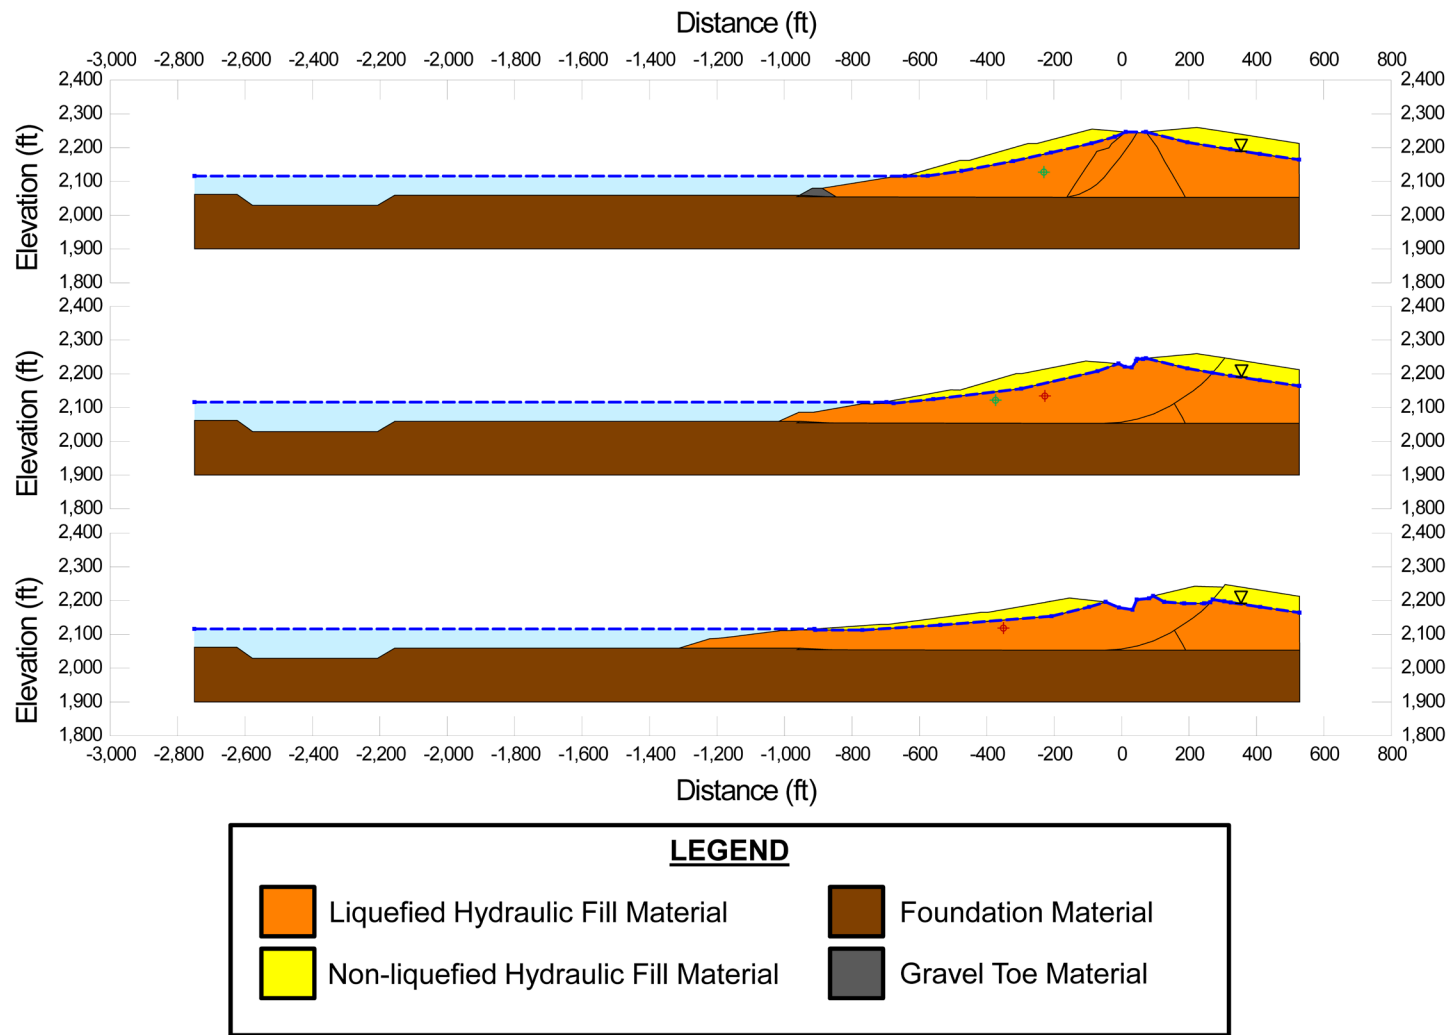 Distance (ft)
-3,000 -2,800 -2,600 -2,400 -2,200 -2,000 -1,800 -1,600 -1,400 -1,200 -1,000 -800 -600 -400 -200 0 200 400 600 800
2,400 2,400
2,300 2,300
2,200 2,200
2,100 2,100
2,000 2,000
1,900 1,900
1,800 1,800
Elevation (ft)
2,400 2,400
2,300 2,300
2,200 2,200
2,100 2,100
2,000 2,000
1,900 1,900
1,800 1,800
Elevation (ft)
2,400 2,400
2,300 2,300
2,200 2,200
2,100 2,100
2,000 2,000
1,900 1,900
1,800 1,800
Elevation (ft)
-3,000 -2,800 -2,600 -2,400 -2,200 -2,000 -1,800 -1,600 -1,400 -1,200 -1,000 -800 -600 -400 -200 0 200 400 600 800
Distance (ft)
LEGEND
Liquefied Hydraulic Fill Material
Foundation Material
Non-liquefied Hydraulic Fill Material
Gravel Toe Material